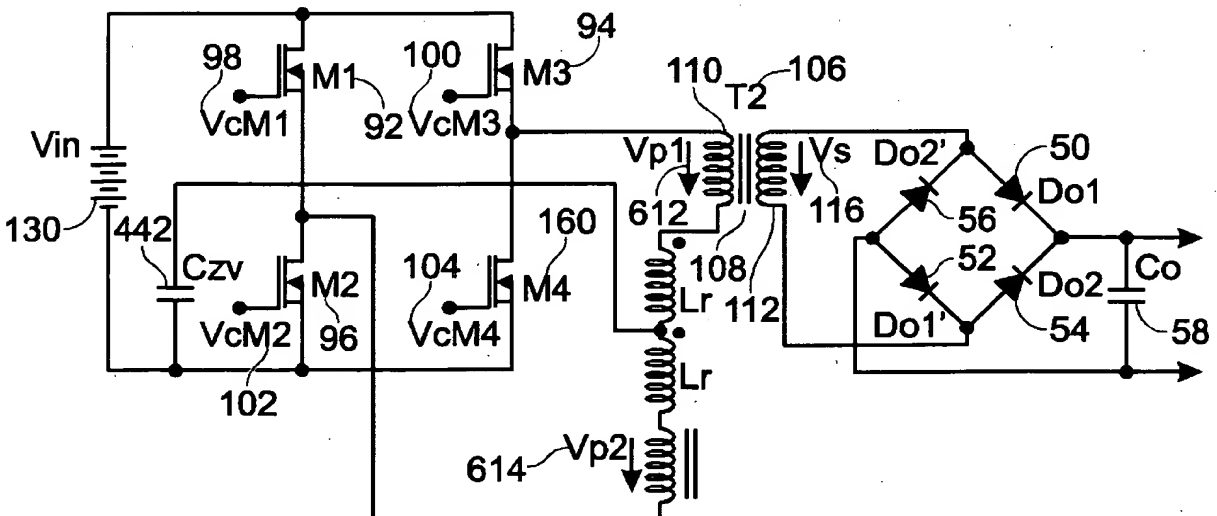 94
98
100
110
106
M1
M3
T2
VcM1
92
VcM3
Vin
Vp1
Vs
Do2'
50
Do1
612
116
56
130
442
160
108
52
Czv
104
Lr
112
Co
M2
M4
Do2
58
VcM2
96
VcM4
Do1'
54
102
Lr
614
Vp2